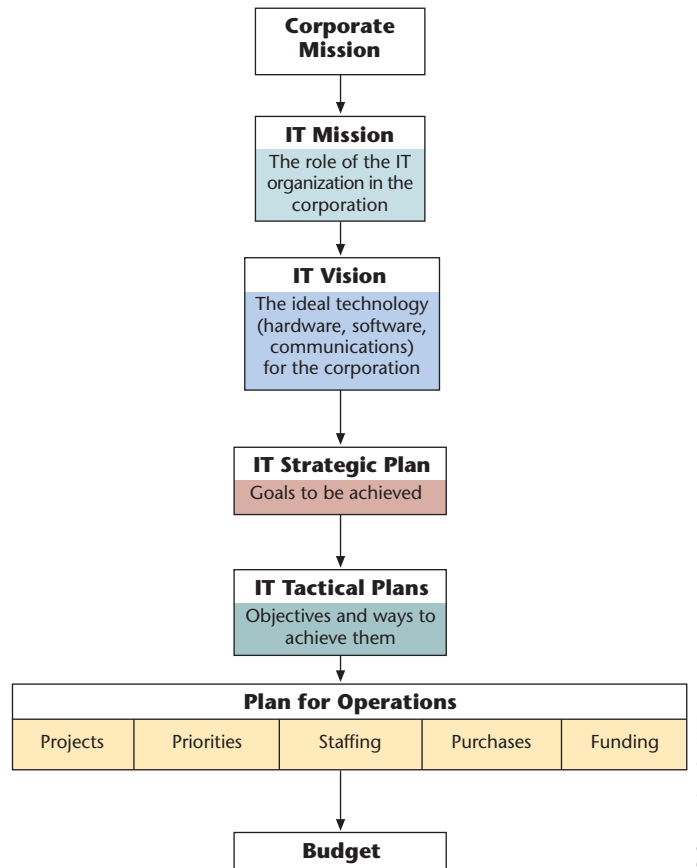 Corporate
Mission
IT Mission
The role of the IT
organization in the
corporation
IT Vision
The ideal technology
(hardware, software,
communications)
for the corporation
IT Strategic Plan
Goals to be achieved
IT Tactical Plans
Objectives and ways to
achieve them
Plan for Operations
Projects Priorities Staffing Purchases Funding
Budget